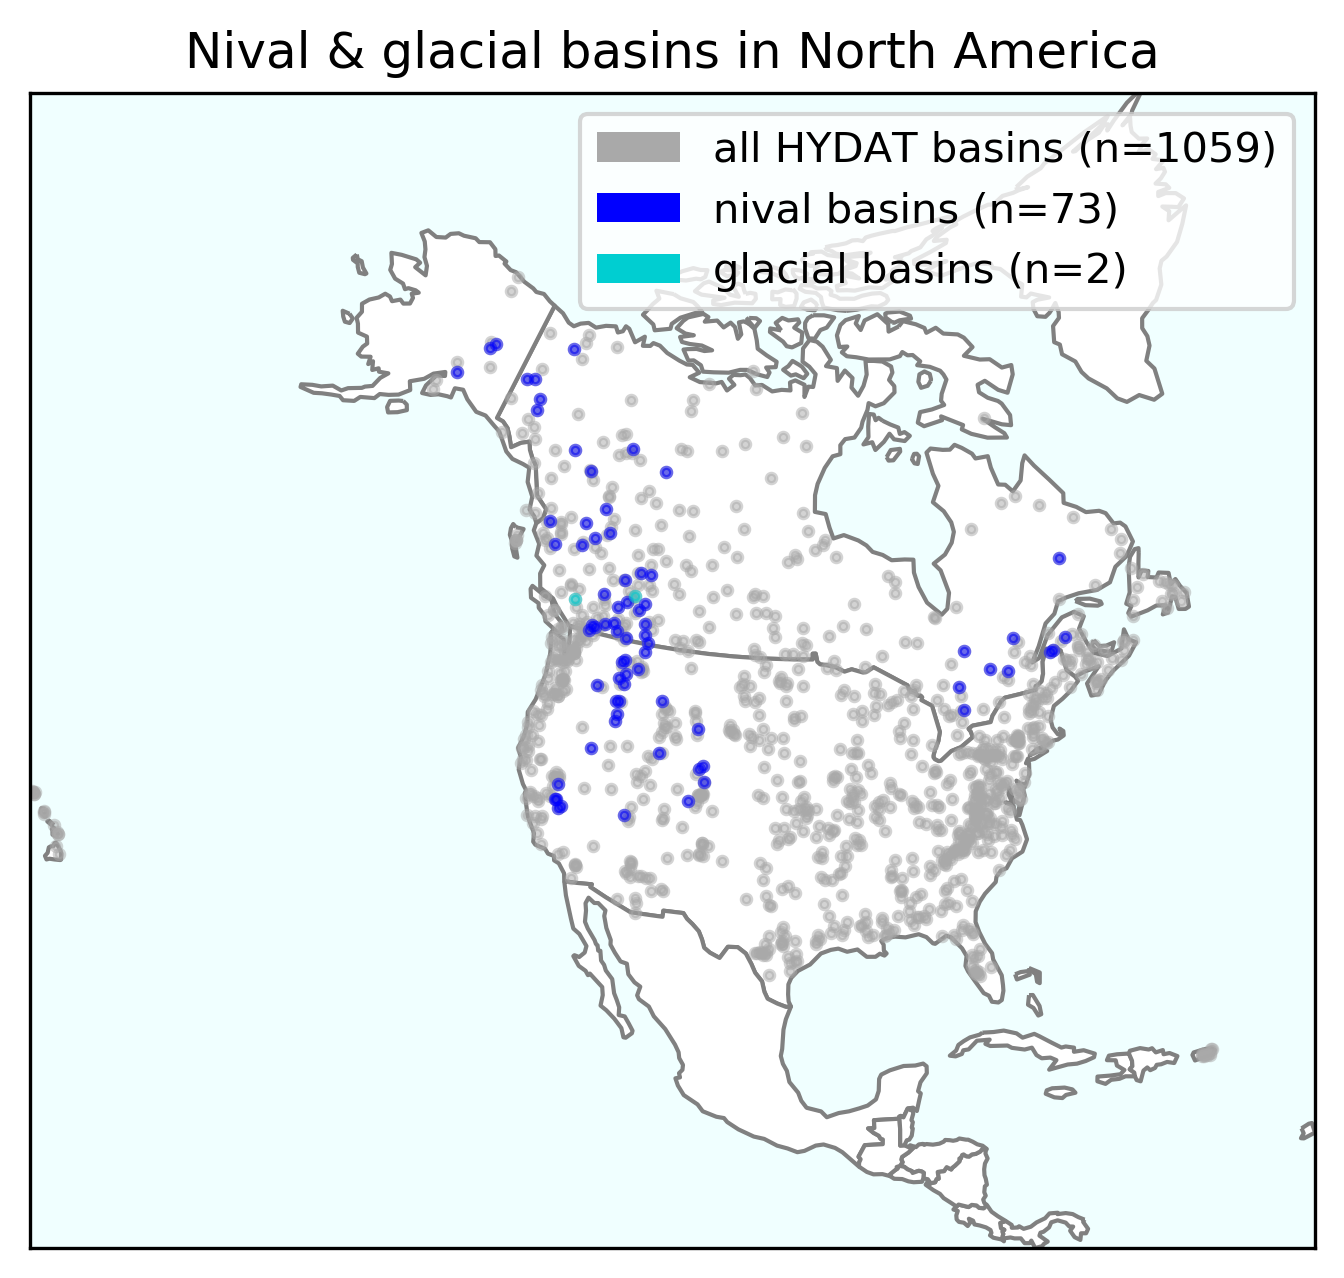 Nival & glacial basins in North America
all HYDAT basins (n=1059)
nival basins (n=73)
glacial basins (n=2)